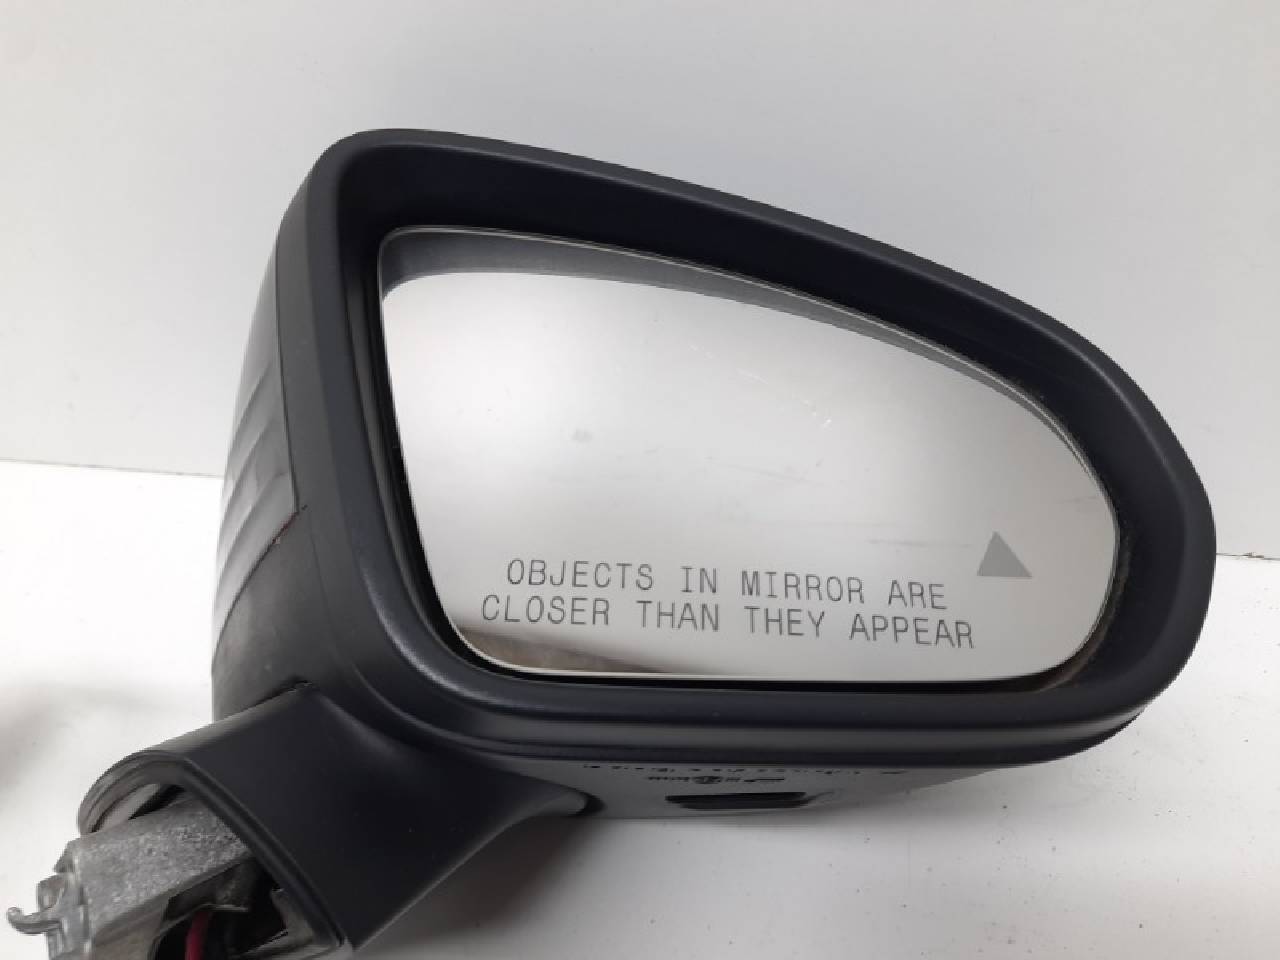 OBJECTS IN MIRROR ARE
CLOSER THAN THEY APPEAR